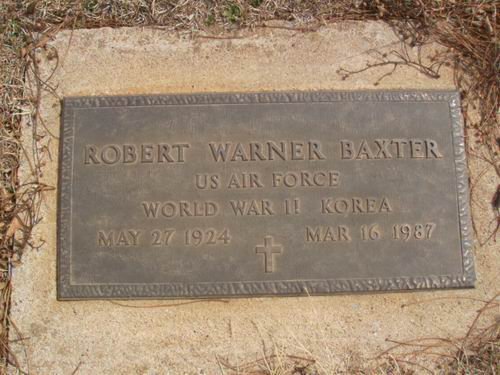 ROBERT WARNER BAXTER
US AIR FORCE
WORLD WAR II KOREA
MAY 27 1924 MAR 16 1987